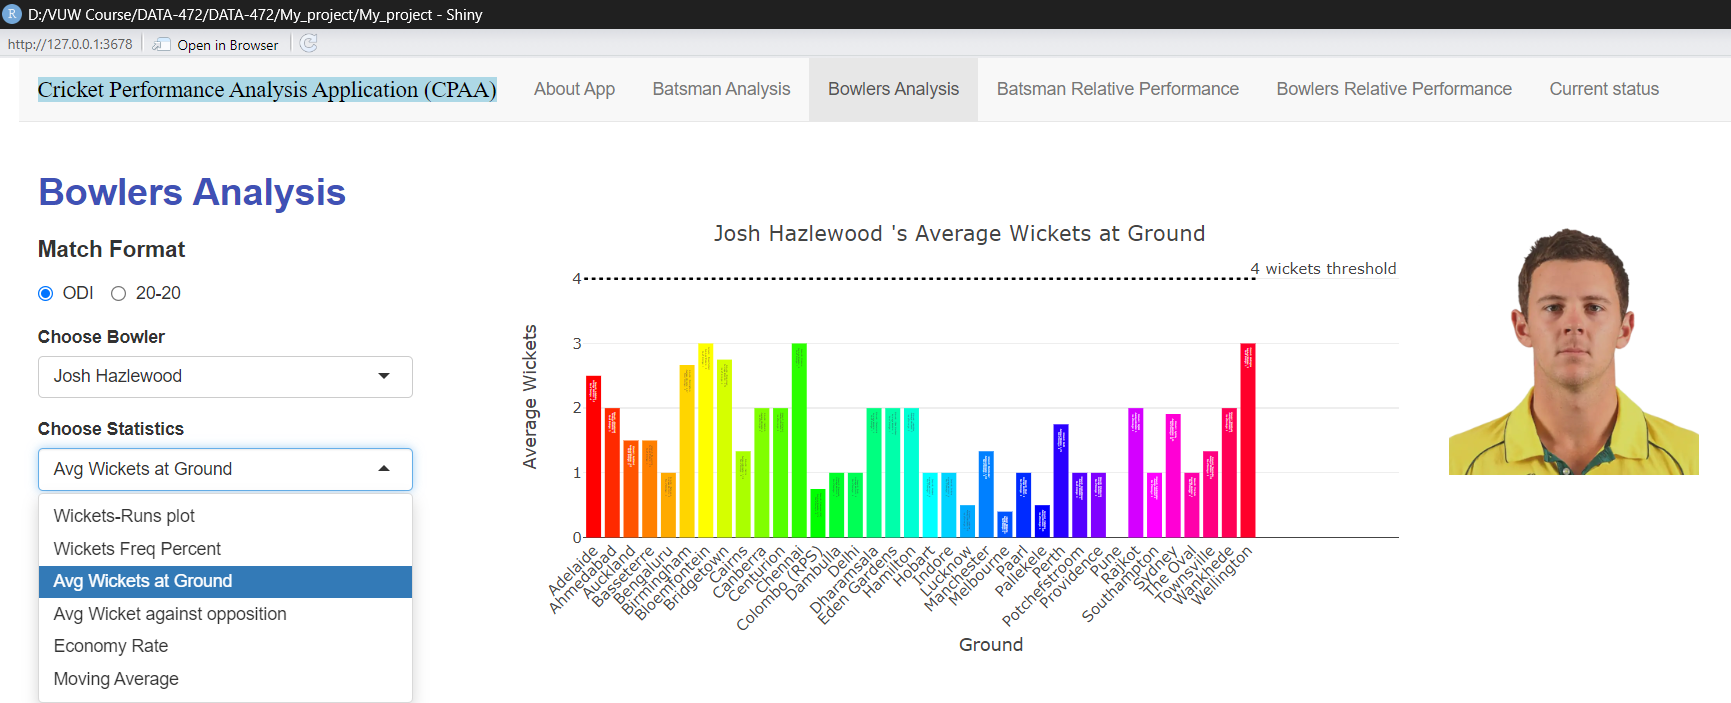 D:/VUW Course/DATA-472/DATA-472/My_project/My_project - Shiny
http://127.0.0.1:3678 Open in Browser
Cricket Performance Analysis Application (CPAA) About App Batsman Analysis Bowlers Analysis Batsman Relative Performance Bowlers Relative Performance Current status
Bowlers Analysis
Match Format
ODI 20-20
Choose Bowler
Josh Hazlewood
Choose Statistics
Avg Wickets at Ground
Wickets-Runs plot
Wickets Freq Percent
Avg Wickets at Ground
Avg Wicket against opposition
Economy Rate
Moving Average
Josh Hazlewood 's Average Wickets at Ground
4 wickets threshold
4
3
2
1
0
Average Wickets
Adelaide
Ahmedabad
Auckland
Basseterre
Bengaluru
Birmingham
Bloemfontein
Bridgetown
Cairns
Canberra
Centurion
Chennai
Colombo (RPS)
Dambulla
Delhi
Dharamsala
Eden Gardens
Hamilton
Hobart
Indore
Lucknow
Manchester
Melbourne
Paarl
Pallekele
Perth
Potchefstroom
Providence
Pune
Rajkot
Southampton
Sydney
The Oval
Townsville
Wankhede
Wellington
Ground